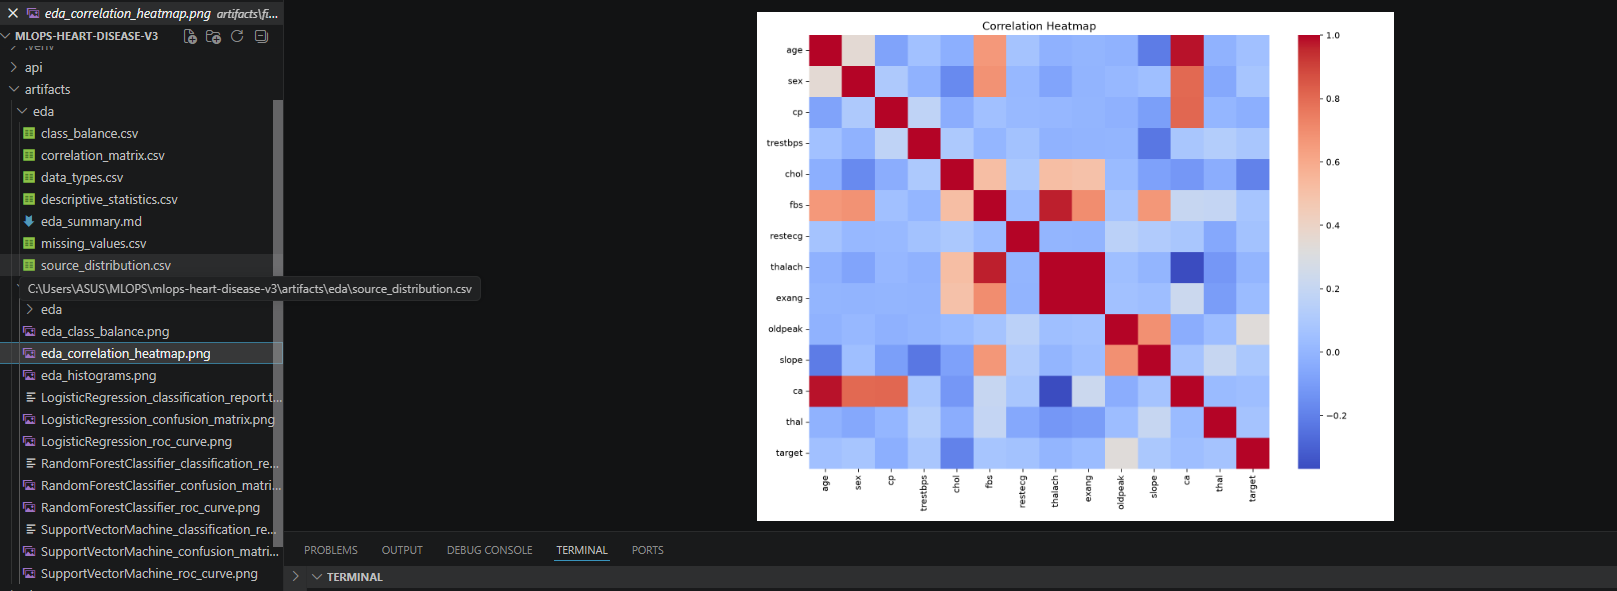 eda_correlation_heatmap.png artifacts\fi...
MLOPS-HEART-DISEASE-V3
.venv
api
artifacts
eda
class_balance.csv
correlation_matrix.csv
data_types.csv
descriptive_statistics.csv
eda_summary.md
missing_values.csv
source_distribution.csv
C:\Users\ASUS\MLOPS\mlops-heart-disease-v3\artifacts\eda\source_distribution.csv
eda
eda_class_balance.png
eda_correlation_heatmap.png
eda_histograms.png
LogisticRegression_classification_report.t...
LogisticRegression_confusion_matrix.png
LogisticRegression_roc_curve.png
RandomForestClassifier_classification_re...
RandomForestClassifier_confusion_matri...
RandomForestClassifier_roc_curve.png
SupportVectorMachine_classification_re...
SupportVectorMachine_confusion_matri...
SupportVectorMachine_roc_curve.png
Correlation Heatmap
age
sex
cp
trestbps
chol
fbs
restecg
thalach
exang
oldpeak
slope
ca
thal
target
age sex cp trestbps chol fbs restecg thalach exang oldpeak slope ca thal target
1.0
0.8
0.6
0.4
0.2
0.0
−0.2
PROBLEMS OUTPUT DEBUG CONSOLE TERMINAL PORTS
TERMINAL